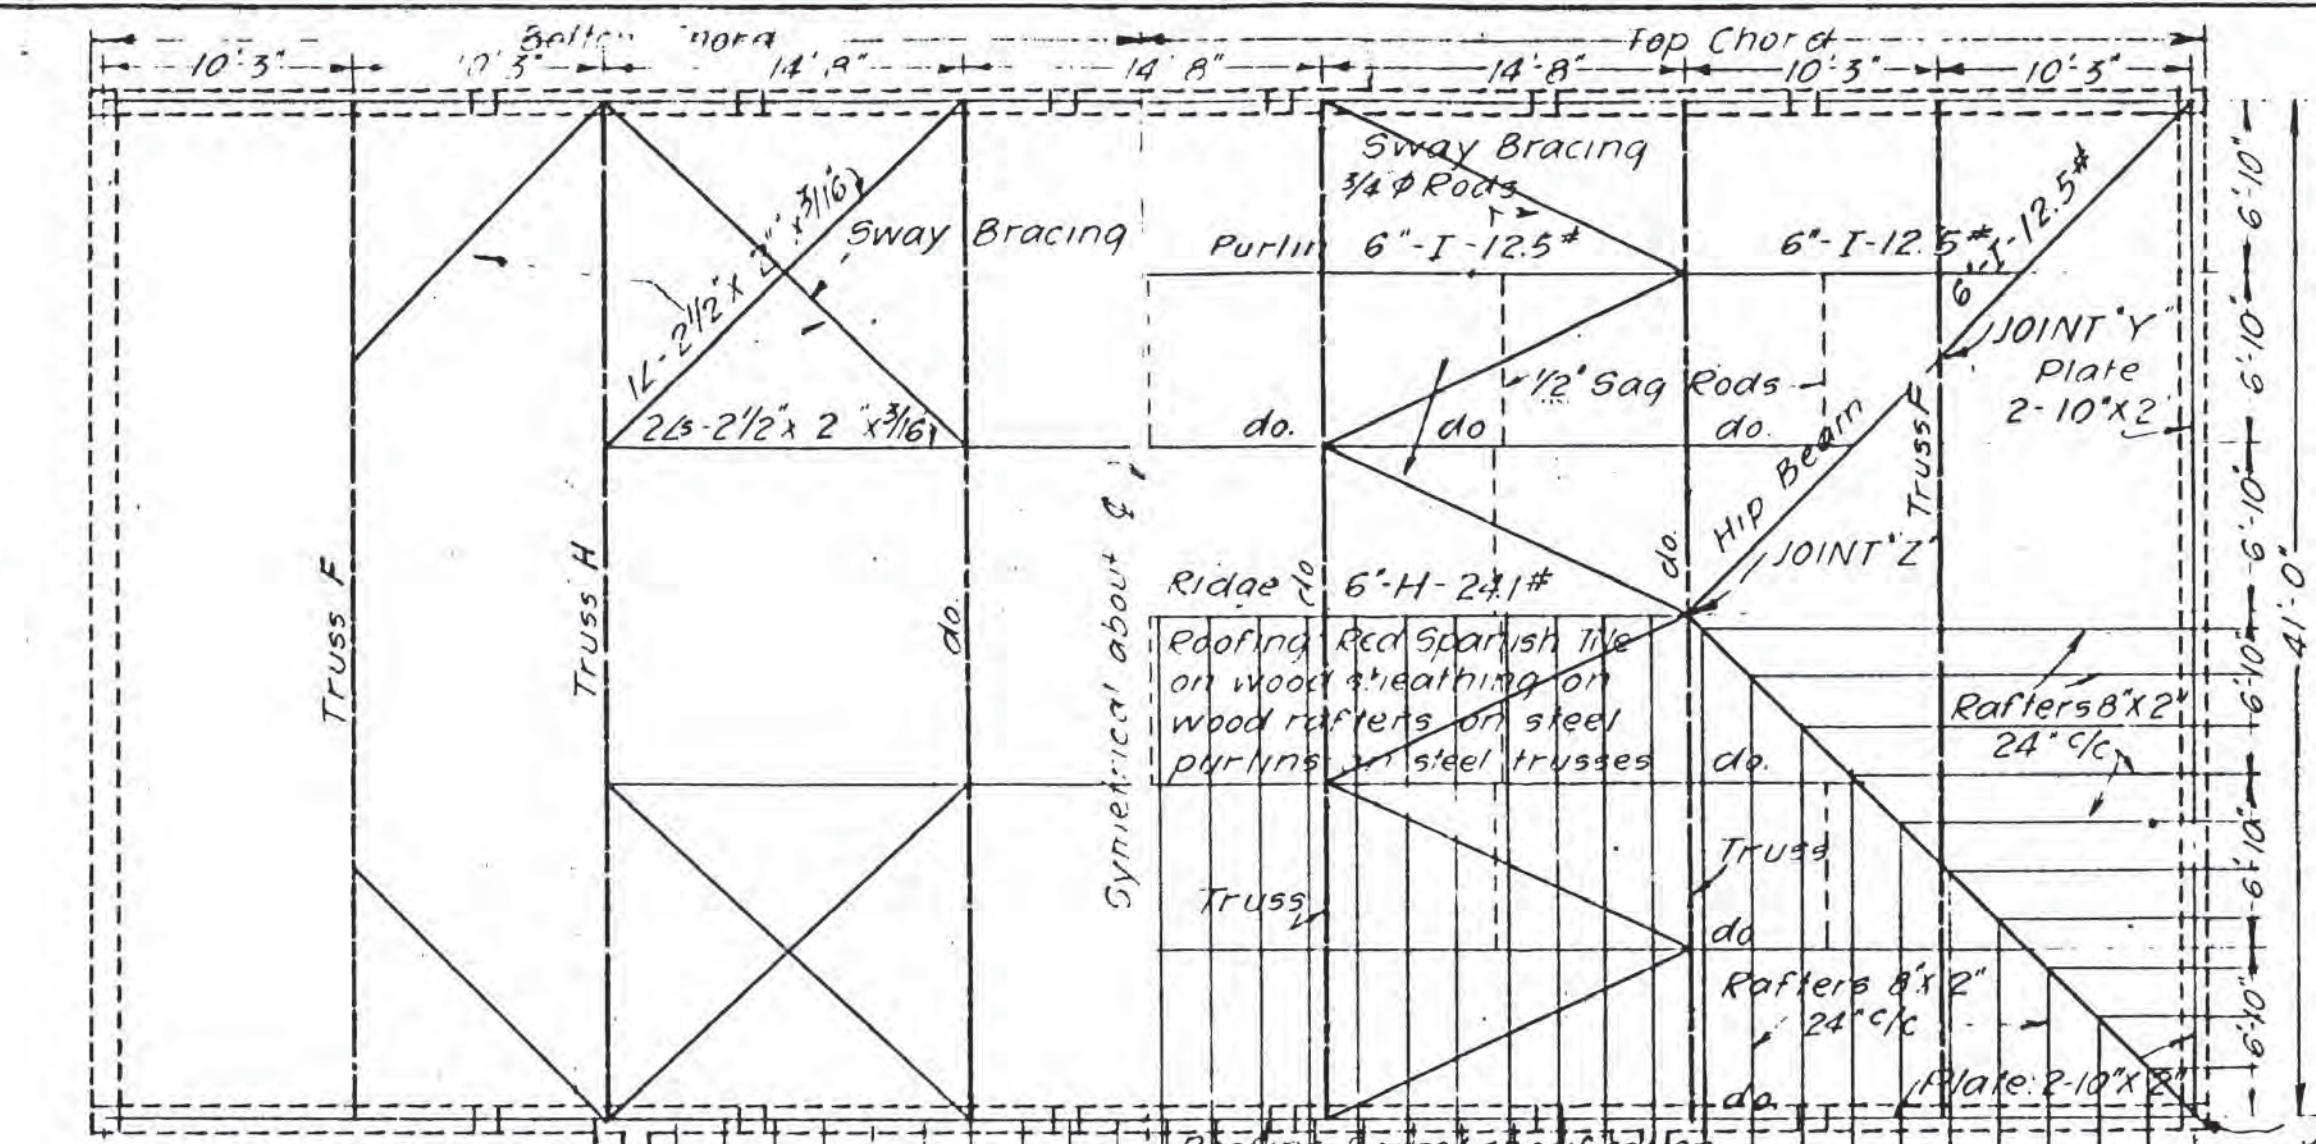 Top Chord
10'-3"
10'-3"
14'-8"
14'-8"
14'-8"
10'-3"
10'-3"
Sway Bracing
3/4 Φ Rods
1L-2 1/2" x 2" x 3/16"
Sway Bracing
Purlin 6"-I-12.5#
6"-I-12.5#
6"-I-12.5#
6'-10"
6'-10"
6'-10"
6'-10"
6'-10"
6'-10"
41'-0"
JOINT "Y"
Plate
2-10"x2"
1/2" Sag Rods
2Ls-2 1/2" x 2" x 3/16"
do.
do
do.
Hip Beam
Truss F
Truss F
Truss H
do.
Symmetrical about ℄
do
do.
JOINT "Z"
Ridge 6"-H-24.1#
Roofing Red Spanish Tile
on wood sheathing on
wood rafters on steel
purlins on steel trusses
do.
Rafters 8"x2"
24" c/c
Truss
Truss
do
Rafters 8"x2"
24" c/c
do.
Plate: 2-10"x2"